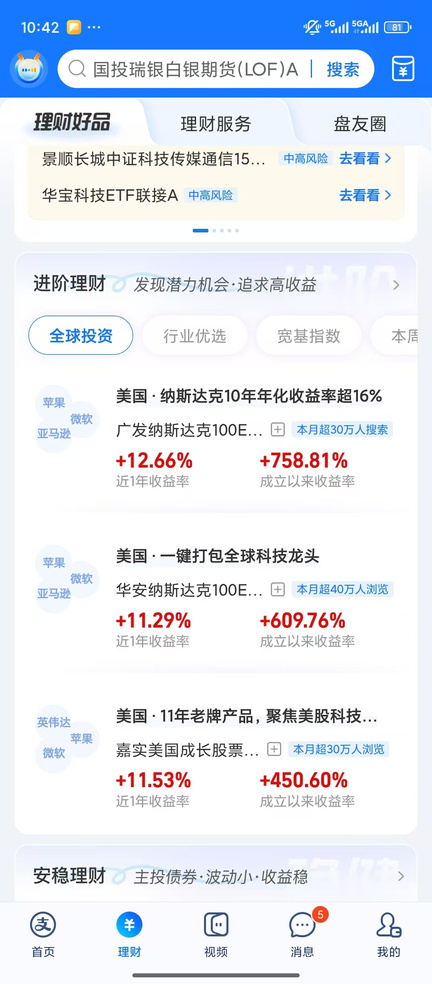 10:42
5G 5GA 81
国投瑞银白银期货(LOF)A 搜索
理财好品 理财服务 盘友圈
景顺长城中证科技传媒通信15... 中高风险 去看看
华宝科技ETF联接A 中高风险 去看看
进阶理财 发现潜力机会·追求高收益
全球投资 行业优选 宽基指数 本周
苹果 微软 亚马逊
美国·纳斯达克10年年化收益率超16%
广发纳斯达克100E... 本月超30万人搜索
+12.66% +758.81%
近1年收益率 成立以来收益率
苹果 微软 亚马逊
美国·一键打包全球科技龙头
华安纳斯达克100E... 本月超40万人浏览
+11.29% +609.76%
近1年收益率 成立以来收益率
英伟达 苹果 微软
美国·11年老牌产品，聚焦美股科技...
嘉实美国成长股票... 本月超30万人浏览
+11.53% +450.60%
近1年收益率 成立以来收益率
安稳理财 主投债券·波动小·收益稳
支 5
首页 理财 视频 消息 我的